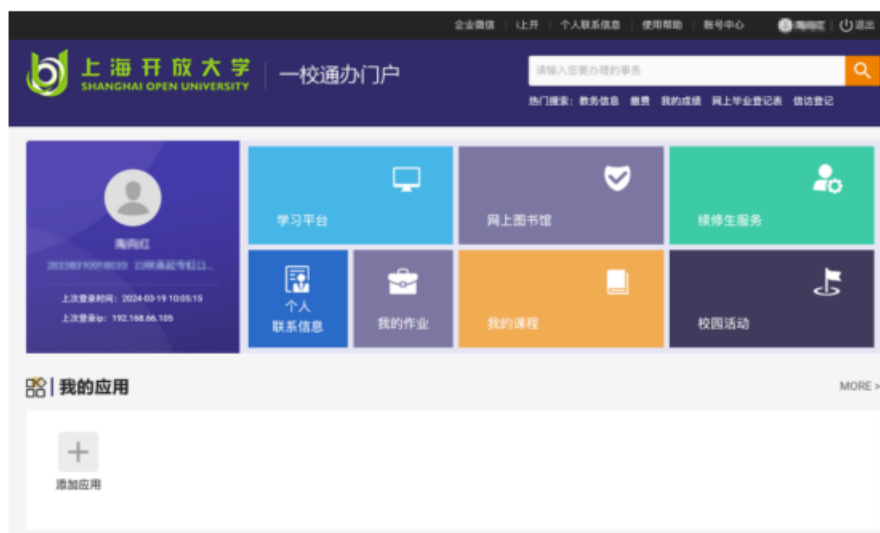 企业微信 i上开 个人联系信息 使用帮助 账号中心 退出
上海开放大学 一校通办门户
SHANGHAI OPEN UNIVERSITY
请输入您要办理的事务
热门搜索: 教务信息 缴费 我的成绩 网上毕业登记表 信访登记
学习平台
网上图书馆
续修生服务
上次登录时间: 2024-03-19 10:05:15
上次登录ip: 192.168.66.105
个人
联系信息
我的作业
我的课程
校园活动
我的应用
MORE >
添加应用